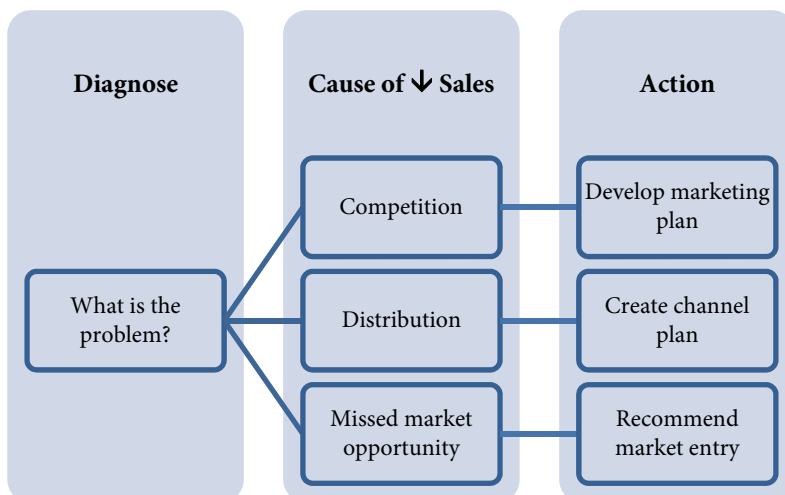 Diagnose
Cause of ↓ Sales
Action
What is the
problem?
Competition
Distribution
Missed market
opportunity
Develop marketing
plan
Create channel
plan
Recommend
market entry